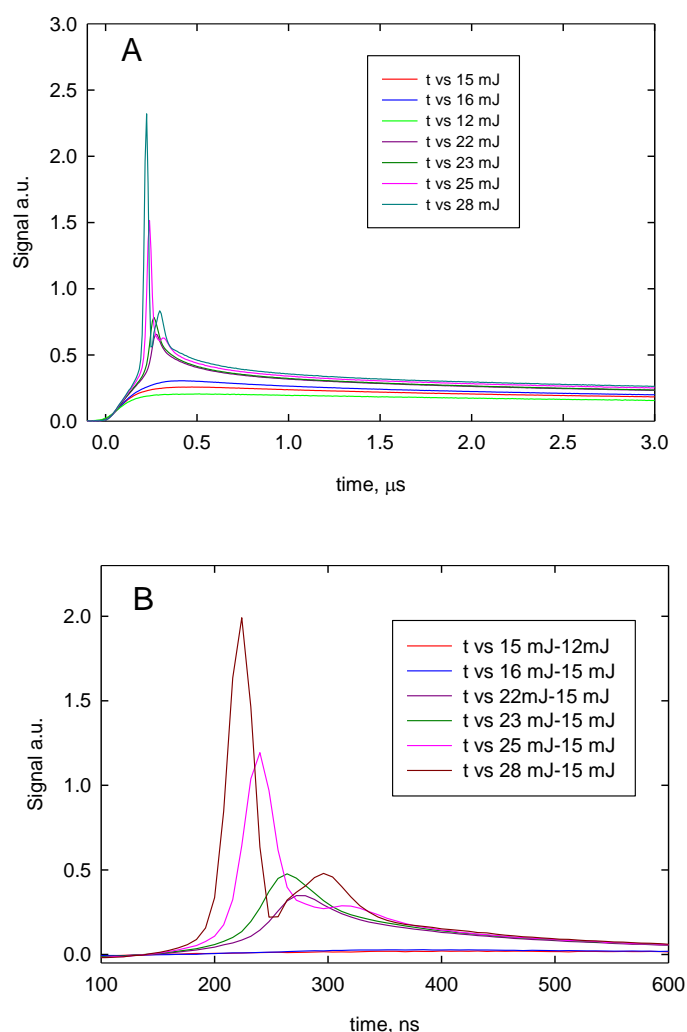 A
3.0
2.5
2.0
1.5
1.0
0.5
0.0
Signal a.u.
t vs 15 mJ
t vs 16 mJ
t vs 12 mJ
t vs 22 mJ
t vs 23 mJ
t vs 25 mJ
t vs 28 mJ
0.0 0.5 1.0 1.5 2.0 2.5 3.0
time, μs
B
2.0
1.5
1.0
0.5
0.0
Signal a.u.
t vs 15 mJ-12mJ
t vs 16 mJ-15 mJ
t vs 22mJ-15 mJ
t vs 23 mJ-15 mJ
t vs 25 mJ-15 mJ
t vs 28 mJ-15 mJ
100 200 300 400 500 600
time, ns